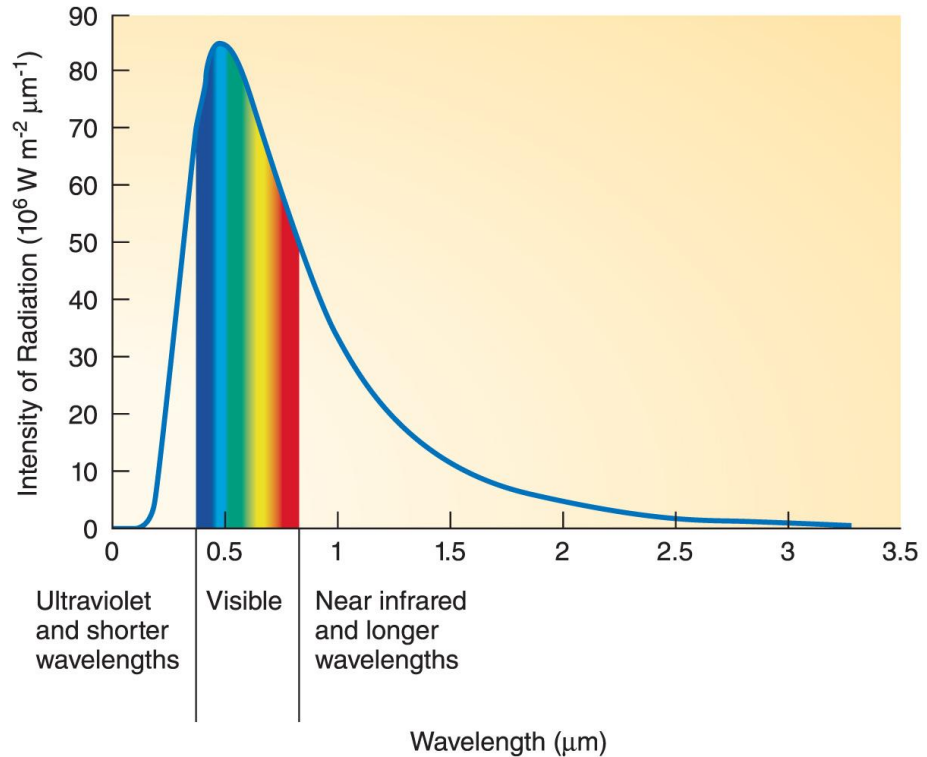 Intensity of Radiation (10⁶ W m⁻² μm⁻¹)
90
80
70
60
50
40
30
20
10
0
0 0.5 1 1.5 2 2.5 3 3.5
Ultraviolet
and shorter
wavelengths
Visible
Near infrared
and longer
wavelengths
Wavelength (μm)